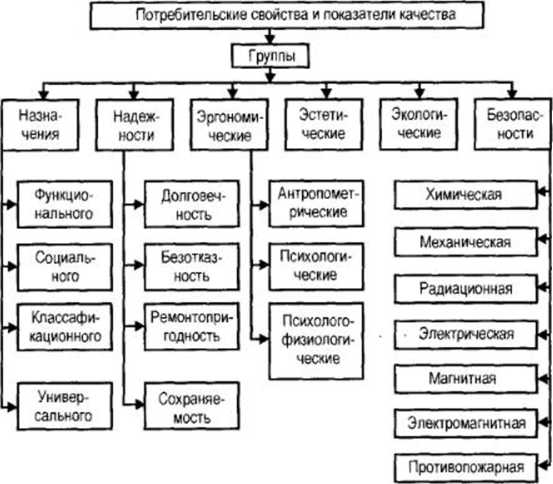 Потребительские свойства и показатели качества
Группы
Назна-
чения
Надеж-
ности
Эргономи-
ческие
Эстети-
ческие
Экологи-
ческие
Безопас-
ности
Функцио-
нального
Социаль-
ного
Классифи-
кационного
Универ-
сального
Долговеч-
ность
Безотказ-
ность
Ремонтопри-
годность
Сохраняе-
мость
Антропомет-
рические
Психологи-
ческие
Психолого-
физиологи-
ческие
Химическая
Механическая
Радиационная
Электрическая
Магнитная
Электромагнитная
Противопожарная